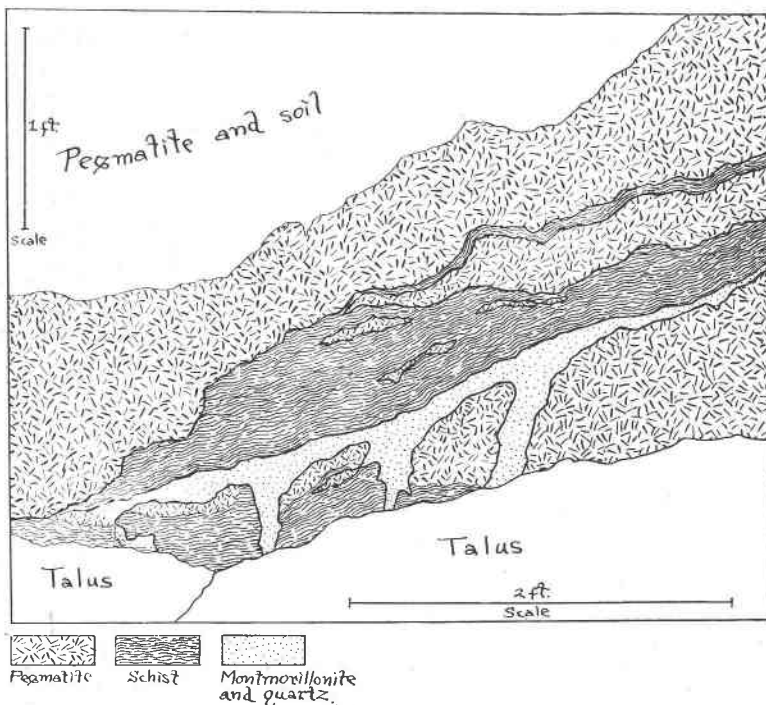 1 ft.
Pegmatite and soil
Scale
Talus
Talus
2 ft.
Scale
Pegmatite
Schist
Montmorillonite
and quartz.